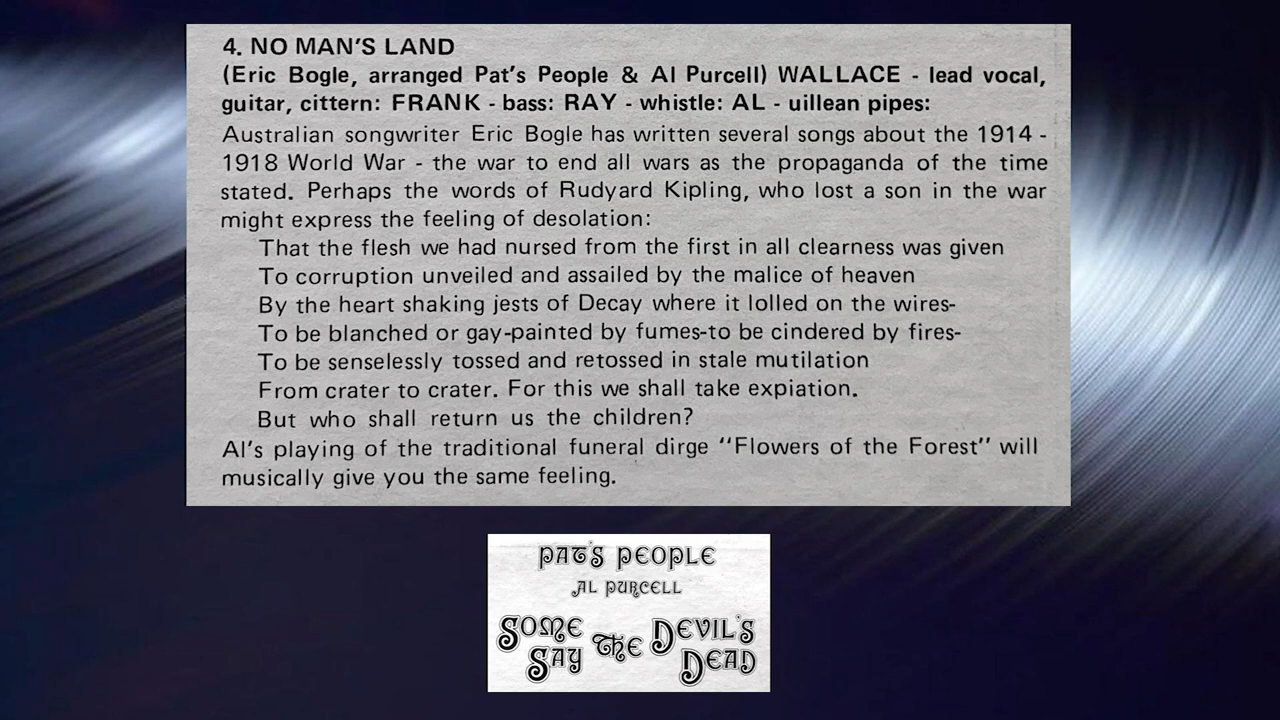 4. NO MAN'S LAND
(Eric Bogle, arranged Pat's People & Al Purcell) WALLACE - lead vocal,
guitar, cittern: FRANK - bass: RAY - whistle: AL - uillean pipes:
Australian songwriter Eric Bogle has written several songs about the 1914 -
1918 World War - the war to end all wars as the propaganda of the time
stated. Perhaps the words of Rudyard Kipling, who lost a son in the war
might express the feeling of desolation:
That the flesh we had nursed from the first in all clearness was given
To corruption unveiled and assailed by the malice of heaven
By the heart shaking jests of Decay where it lolled on the wires-
To be blanched or gay-painted by fumes-to be cindered by fires-
To be senselessly tossed and retossed in stale mutilation
From crater to crater. For this we shall take expiation.
But who shall return us the children?
Al's playing of the traditional funeral dirge "Flowers of the Forest" will
musically give you the same feeling.
PAT'S PEOPLE
AL PURCELL
SOME SAY THE DEVIL'S DEAD